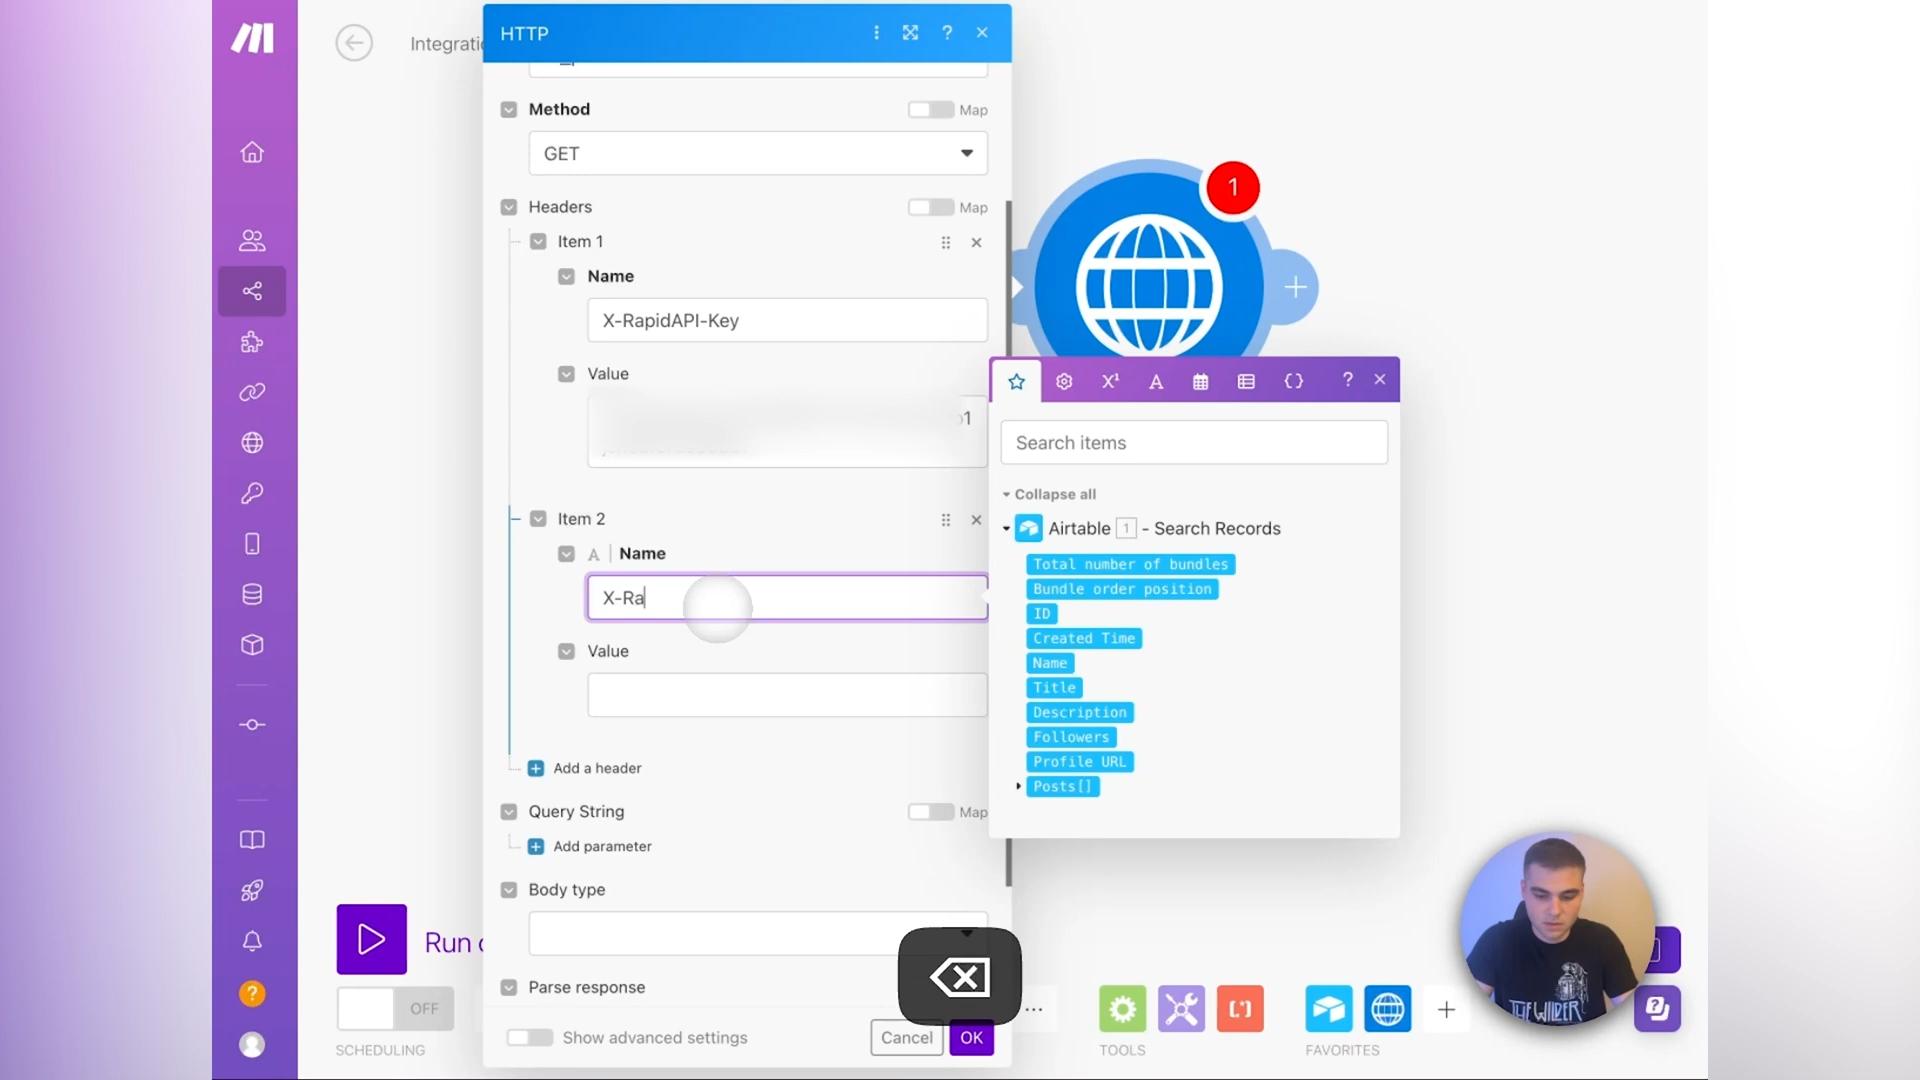 HTTP
?
Integrati
Method
Map
GET
Headers
Map
Item 1
Name
X-RapidAPI-Key
Value
Item 2
A | Name
X-Ra
Value
Add a header
Query String
Map
Add parameter
Body type
Parse response
Show advanced settings
Cancel
OK
1
X¹
A
?
Search items
Collapse all
Airtable 1 - Search Records
Total number of bundles
Bundle order position
ID
Created Time
Name
Title
Description
Followers
Profile URL
Posts[]
Run
OFF
SCHEDULING
TOOLS
FAVORITES
THE WILDER
?